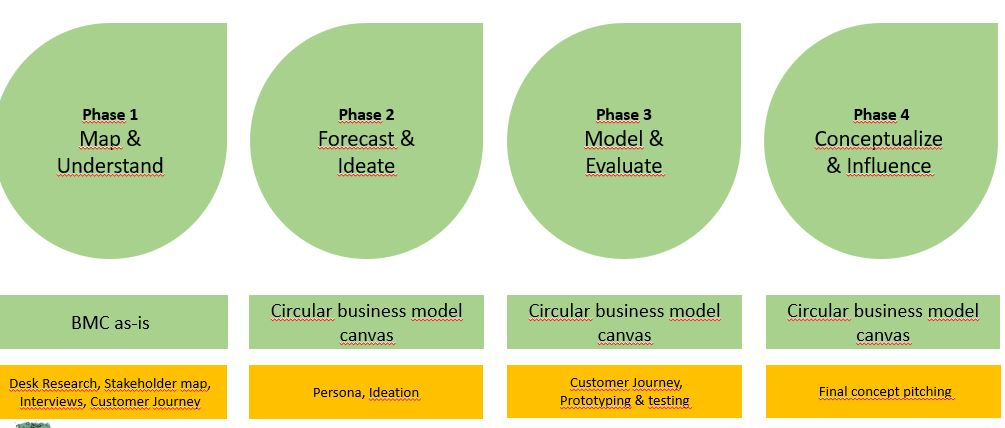 Phase 1
Map &
Understand
Phase 2
Forecast &
Ideate
Phase 3
Model &
Evaluate
Phase 4
Conceptualize
& Influence
BMC as-is
Circular business model
canvas
Circular business model
canvas
Circular business model
canvas
Desk Research, Stakeholder map,
Interviews, Customer Journey
Persona, Ideation
Customer Journey,
Prototyping & testing
Final concept pitching